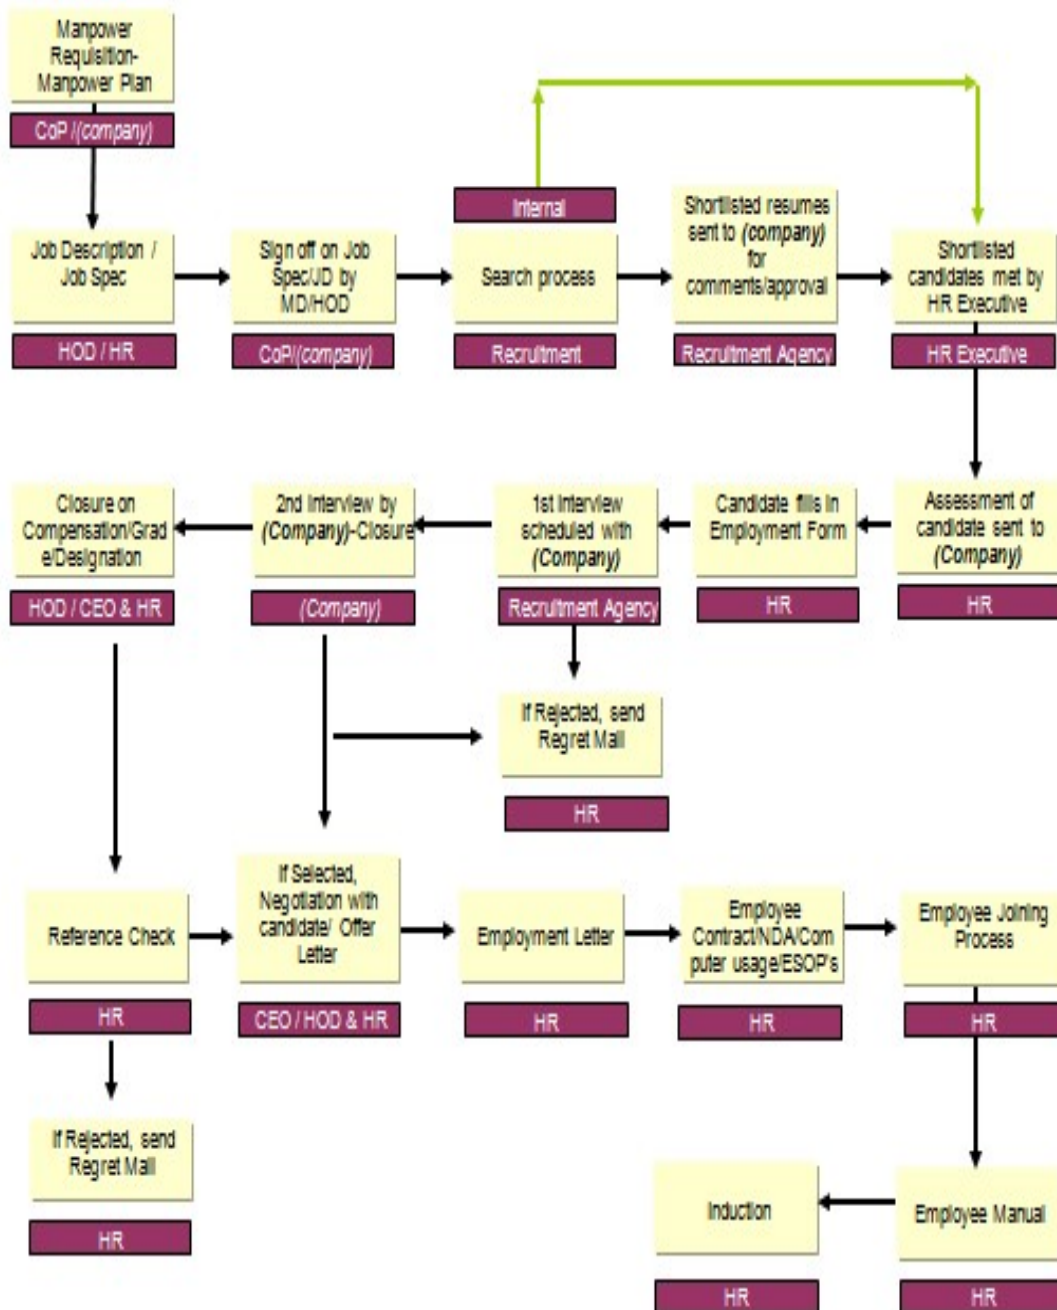 Manpower
Requisition-
Manpower Plan
CoP /(company)
Internal
Job Description /
Job Spec
HOD / HR
Sign off on Job
Spec/JD by
MD/HOD
CoP/(company)
Search process
Recruitment
Shortlisted resumes
sent to (company)
for
comments/approval
Recruitment Agency
Shortlisted
candidates met by
HR Executive
HR Executive
Closure on
Compensation/Grad
e/Designation
HOD / CEO & HR
2nd Interview by
(Company)-Closure
(Company)
1st Interview
scheduled with
(Company)
Recruitment Agency
Candidate fills in
Employment Form
HR
Assessment of
candidate sent to
(Company)
HR
If Rejected, send
Regret Mail
HR
Reference Check
HR
If Selected,
Negotiation with
candidate/ Offer
Letter
CEO / HOD & HR
Employment Letter
HR
Employee
Contract/NDA/Com
puter usage/ESOP's
HR
Employee Joining
Process
HR
If Rejected, send
Regret Mail
HR
Induction
HR
Employee Manual
HR